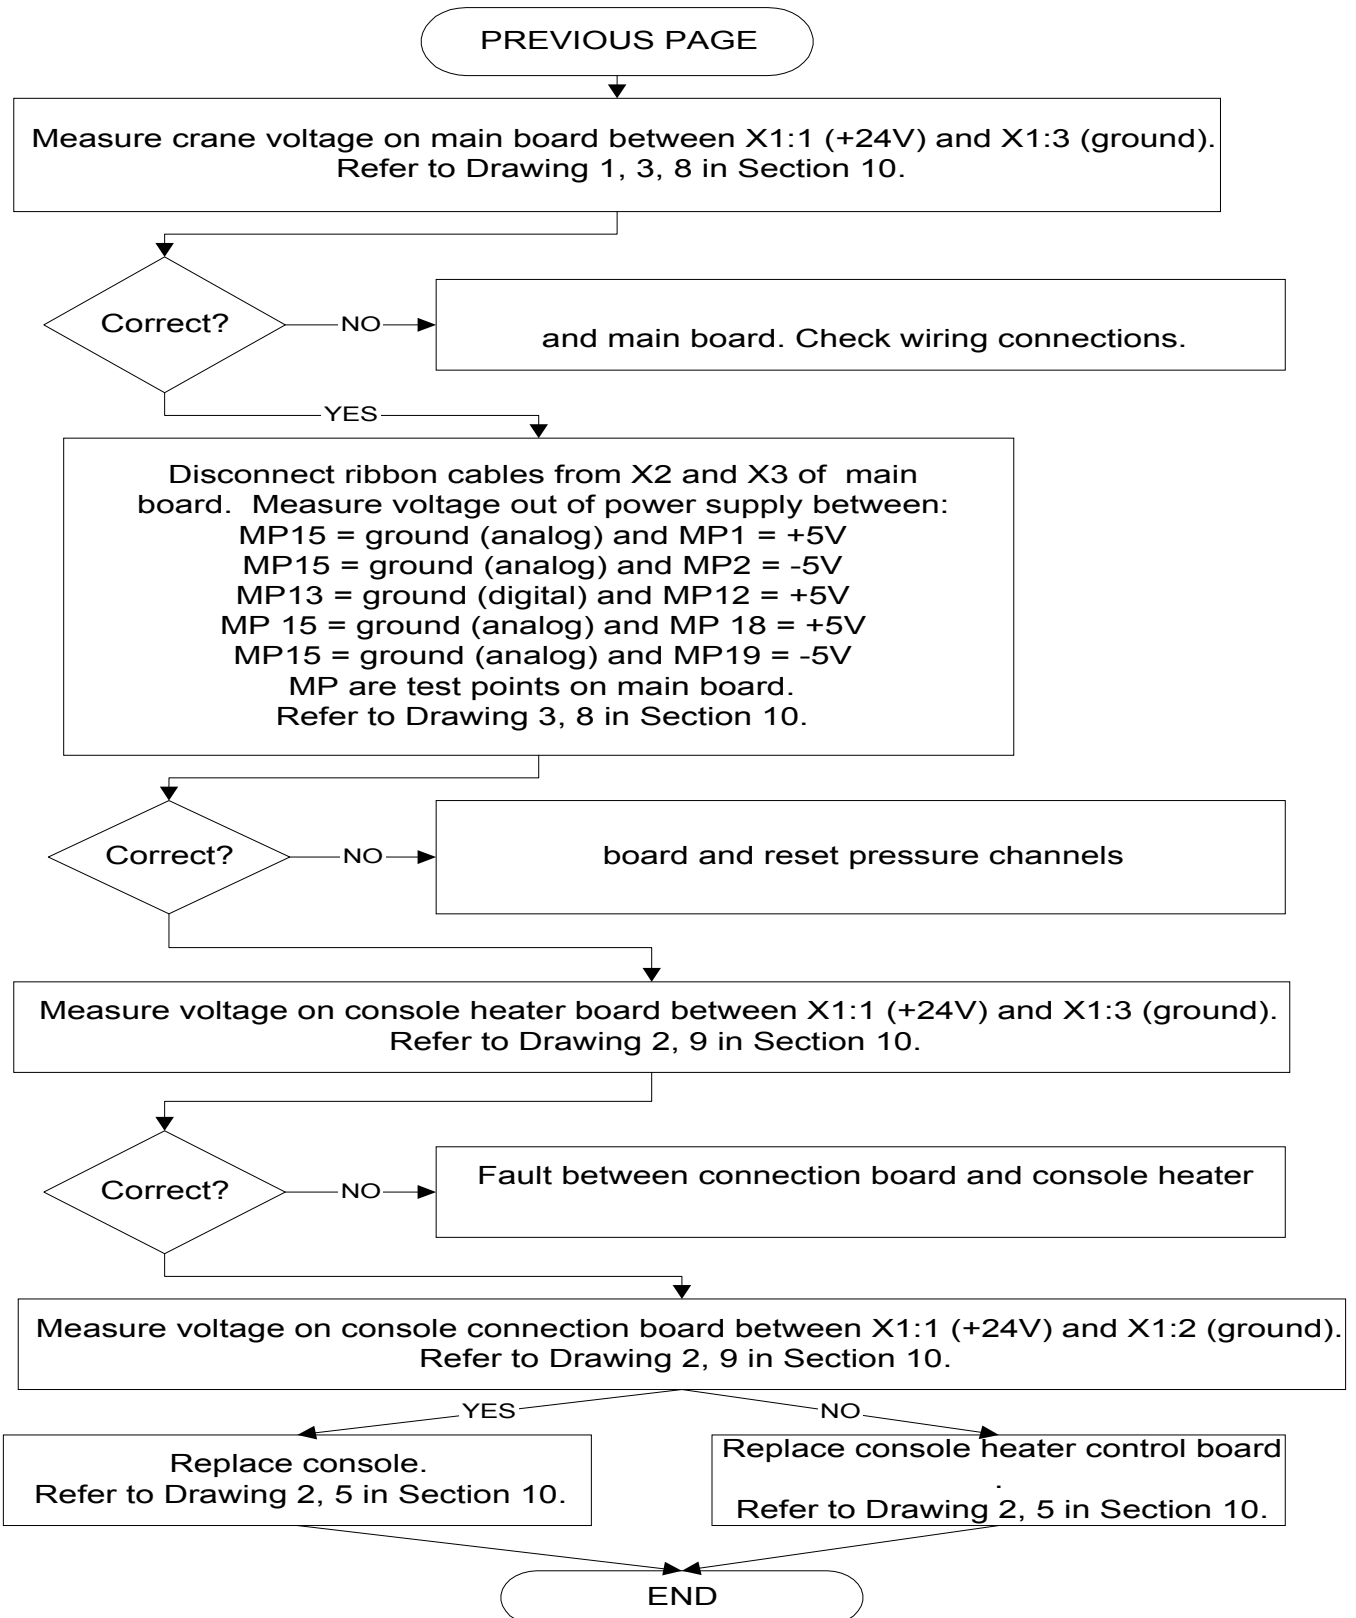 PREVIOUS PAGE
Measure crane voltage on main board between X1:1 (+24V) and X1:3 (ground).
Refer to Drawing 1, 3, 8 in Section 10.
Correct?
NO
and main board. Check wiring connections.
YES
Disconnect ribbon cables from X2 and X3 of main
board. Measure voltage out of power supply between:
MP15 = ground (analog) and MP1 = +5V
MP15 = ground (analog) and MP2 = -5V
MP13 = ground (digital) and MP12 = +5V
MP 15 = ground (analog) and MP 18 = +5V
MP15 = ground (analog) and MP19 = -5V
MP are test points on main board.
Refer to Drawing 3, 8 in Section 10.
Correct?
NO
board and reset pressure channels
Measure voltage on console heater board between X1:1 (+24V) and X1:3 (ground).
Refer to Drawing 2, 9 in Section 10.
Correct?
NO
Fault between connection board and console heater
Measure voltage on console connection board between X1:1 (+24V) and X1:2 (ground).
Refer to Drawing 2, 9 in Section 10.
YES
NO
Replace console.
Refer to Drawing 2, 5 in Section 10.
Replace console heater control board
.
Refer to Drawing 2, 5 in Section 10.
END